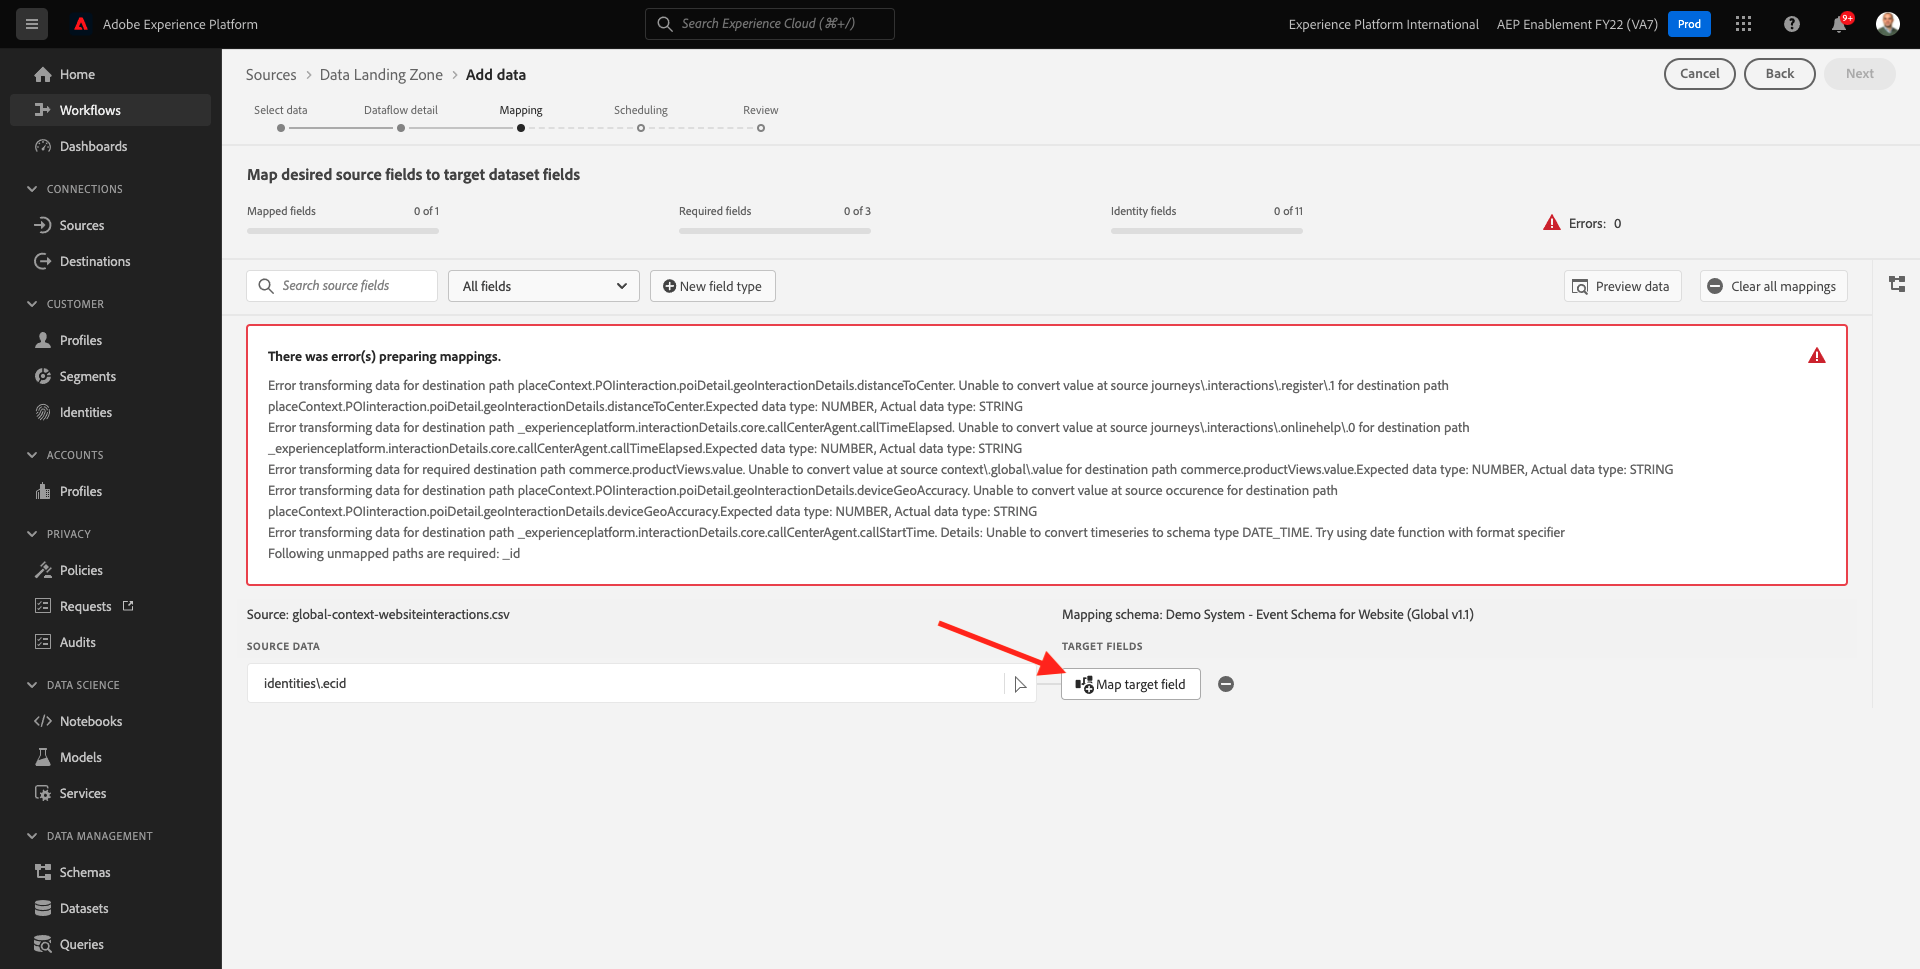 Adobe Experience Platform
Search Experience Cloud (⌘+/)
Experience Platform International
AEP Enablement FY22 (VA7)
Prod
9+
Home
Workflows
Dashboards
CONNECTIONS
Sources
Destinations
CUSTOMER
Profiles
Segments
Identities
ACCOUNTS
Profiles
PRIVACY
Policies
Requests
Audits
DATA SCIENCE
Notebooks
Models
Services
DATA MANAGEMENT
Schemas
Datasets
Queries
Sources > Data Landing Zone > Add data
Cancel
Back
Next
Select data
Dataflow detail
Mapping
Scheduling
Review
Map desired source fields to target dataset fields
Mapped fields 0 of 1
Required fields 0 of 3
Identity fields 0 of 11
Errors: 0
Search source fields
All fields
New field type
Preview data
Clear all mappings
There was error(s) preparing mappings.
Error transforming data for destination path placeContext.POIinteraction.poiDetail.geoInteractionDetails.distanceToCenter. Unable to convert value at source journeys\.interactions\.register\.1 for destination path
placeContext.POIinteraction.poiDetail.geoInteractionDetails.distanceToCenter.Expected data type: NUMBER, Actual data type: STRING
Error transforming data for destination path _experienceplatform.interactionDetails.core.callCenterAgent.callTimeElapsed. Unable to convert value at source journeys\.interactions\.onlinehelp\.0 for destination path
_experienceplatform.interactionDetails.core.callCenterAgent.callTimeElapsed.Expected data type: NUMBER, Actual data type: STRING
Error transforming data for required destination path commerce.productViews.value. Unable to convert value at source context\.global\.value for destination path commerce.productViews.value.Expected data type: NUMBER, Actual data type: STRING
Error transforming data for destination path placeContext.POIinteraction.poiDetail.geoInteractionDetails.deviceGeoAccuracy. Unable to convert value at source occurence for destination path
placeContext.POIinteraction.poiDetail.geoInteractionDetails.deviceGeoAccuracy.Expected data type: NUMBER, Actual data type: STRING
Error transforming data for destination path _experienceplatform.interactionDetails.core.callCenterAgent.callStartTime. Details: Unable to convert timeseries to schema type DATE_TIME. Try using date function with format specifier
Following unmapped paths are required: _id
Source: global-context-websiteinteractions.csv
Mapping schema: Demo System - Event Schema for Website (Global v1.1)
SOURCE DATA
TARGET FIELDS
identities\.ecid
Map target field